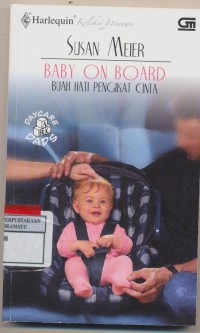 Harlequin Koleksi Istimewa
GM
SUSAN MEIER
BABY ON BOARD
BUAH HATI PENGIKAT CINTA
DAYCARE
DADS
PERPUSTAKAAN